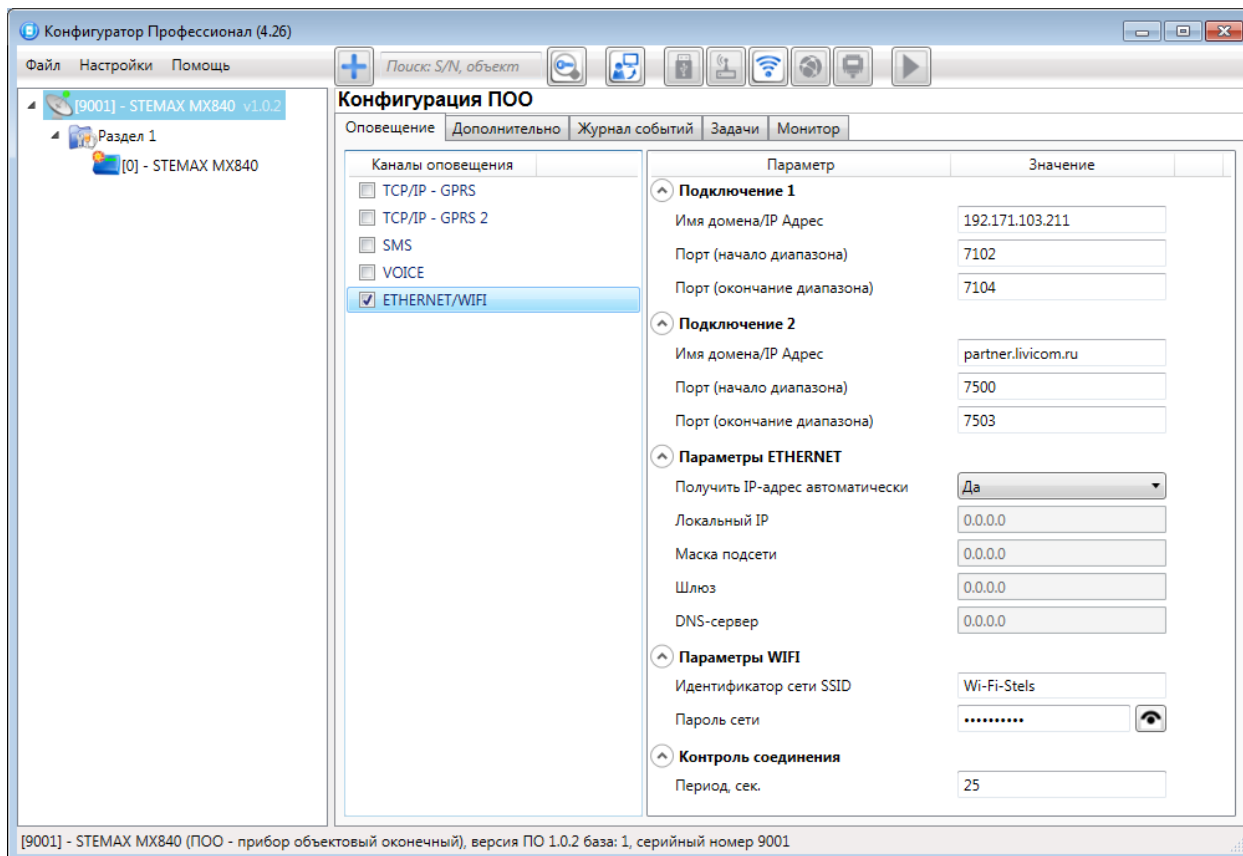 Конфигуратор Профессионал (4.26)
Файл Настройки Помощь
Поиск: S/N, объект
[9001] - STEMAX MX840 v1.0.2
Раздел 1
[0] - STEMAX MX840
Конфигурация ПОО
Оповещение Дополнительно Журнал событий Задачи Монитор
Каналы оповещения
TCP/IP - GPRS
TCP/IP - GPRS 2
SMS
VOICE
ETHERNET/WIFI
Параметр Значение
Подключение 1
Имя домена/IP Адрес 192.171.103.211
Порт (начало диапазона) 7102
Порт (окончание диапазона) 7104
Подключение 2
Имя домена/IP Адрес partner.livicom.ru
Порт (начало диапазона) 7500
Порт (окончание диапазона) 7503
Параметры ETHERNET
Получить IP-адрес автоматически Да
Локальный IP 0.0.0.0
Маска подсети 0.0.0.0
Шлюз 0.0.0.0
DNS-сервер 0.0.0.0
Параметры WIFI
Идентификатор сети SSID Wi-Fi-Stels
Пароль сети ••••••••••
Контроль соединения
Период, сек. 25
[9001] - STEMAX MX840 (ПОО - прибор объектовый оконечный), версия ПО 1.0.2 база: 1, серийный номер 9001